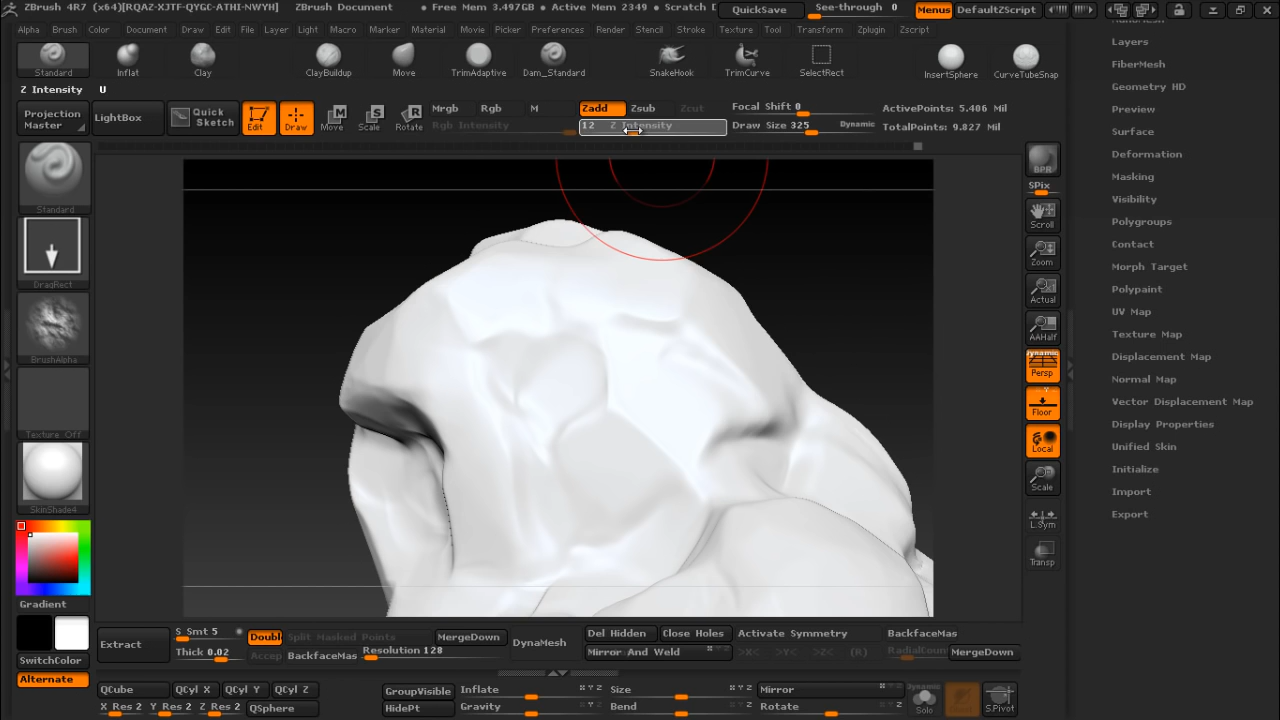 ZBrush 4R7 (x64)[RQAZ-XJTF-QYGC-ATHI-NWYH] ZBrush Document • Free Mem 3.497GB • Active Mem 2349 • Scratch D QuickSave See-through 0 Menus DefaultZScript
Alpha Brush Color Document Draw Edit File Layer Light Macro Marker Material Movie Picker Preferences Render Stencil Stroke Texture Tool Transform Zplugin Zscript
Standard Inflat Clay ClayBuildup Move TrimAdaptive Dam_Standard SnakeHook TrimCurve SelectRect InsertSphere CurveTubeSnap
Z Intensity U
Projection Master LightBox Quick Sketch Edit Draw Move Scale Rotate
Mrgb Rgb M Zadd Zsub Zcut Focal Shift 0 ActivePoints: 5.406 Mil
Rgb Intensity 12 Z Intensity Draw Size 325 Dynamic TotalPoints: 9.827 Mil
Standard
DragRect
BrushAlpha
Texture Off
SkinShade4
Gradient
SwitchColor
Alternate
BPR
SPix
Scroll
Zoom
Actual
AAHalf
Dynamic
Persp
Floor
Local
Scale
L.Sym
Transp
Layers
FiberMesh
Geometry HD
Preview
Surface
Deformation
Masking
Visibility
Polygroups
Contact
Morph Target
Polypaint
UV Map
Texture Map
Displacement Map
Normal Map
Vector Displacement Map
Display Properties
Unified Skin
Initialize
Import
Export
Extract S Smt 5 Doubl Split Masked Points MergeDown DynaMesh Del Hidden Close Holes Activate Symmetry BackfaceMas
Thick 0.02 Accep BackfaceMas Resolution 128 Mirror And Weld >X< >Y< >Z< (R) RadialCoun MergeDown
QCube QCyl X QCyl Y QCyl Z GroupVisible Inflate Size Mirror Dynamic Solo S.Pivot
X Res 2 Y Res 2 Z Res 2 QSphere HidePt Gravity Bend Rotate